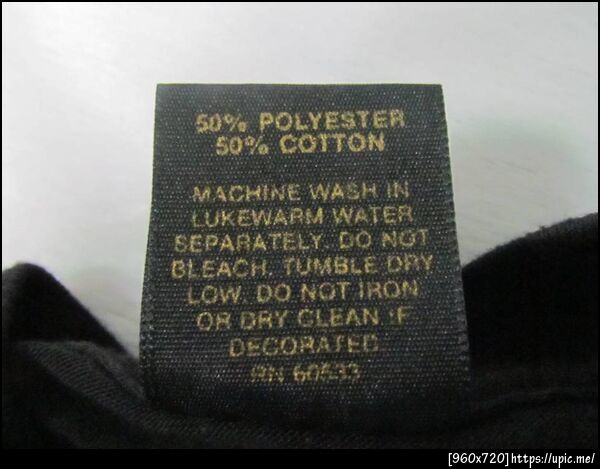 50% POLYESTER
50% COTTON
MACHINE WASH IN
LUKEWARM WATER
SEPARATELY. DO NOT
BLEACH. TUMBLE DRY
LOW. DO NOT IRON
OR DRY CLEAN IF
DECORATED
RN 60533
[960x720]https://upic.me/